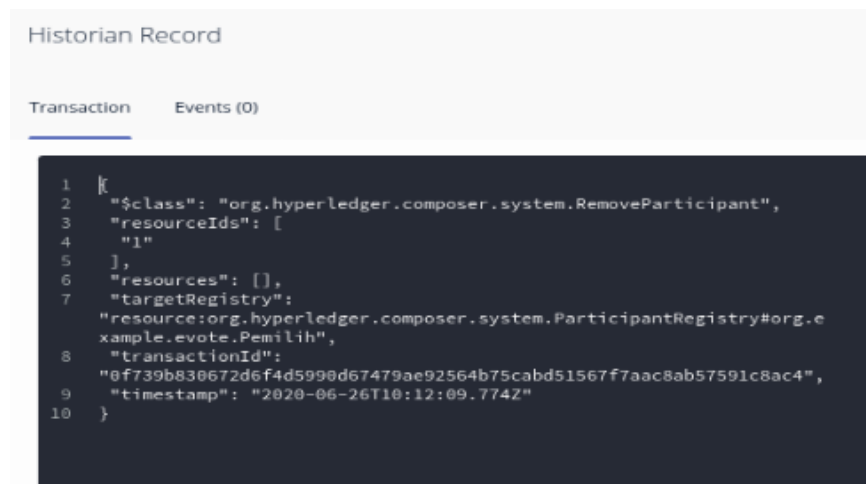 Historian Record
Transaction Events (0)
1 {
2 "$class": "org.hyperledger.composer.system.RemoveParticipant",
3 "resourceIds": [
4 "1"
5 ],
6 "resources": [],
7 "targetRegistry":
"resource:org.hyperledger.composer.system.ParticipantRegistry#org.e
xample.evote.Pemilih",
8 "transactionId":
"0f739b830672d6f4d5990d67479ae92564b75cabd51567f7aac8ab57591c8ac4",
9 "timestamp": "2020-06-26T10:12:09.774Z"
10 }